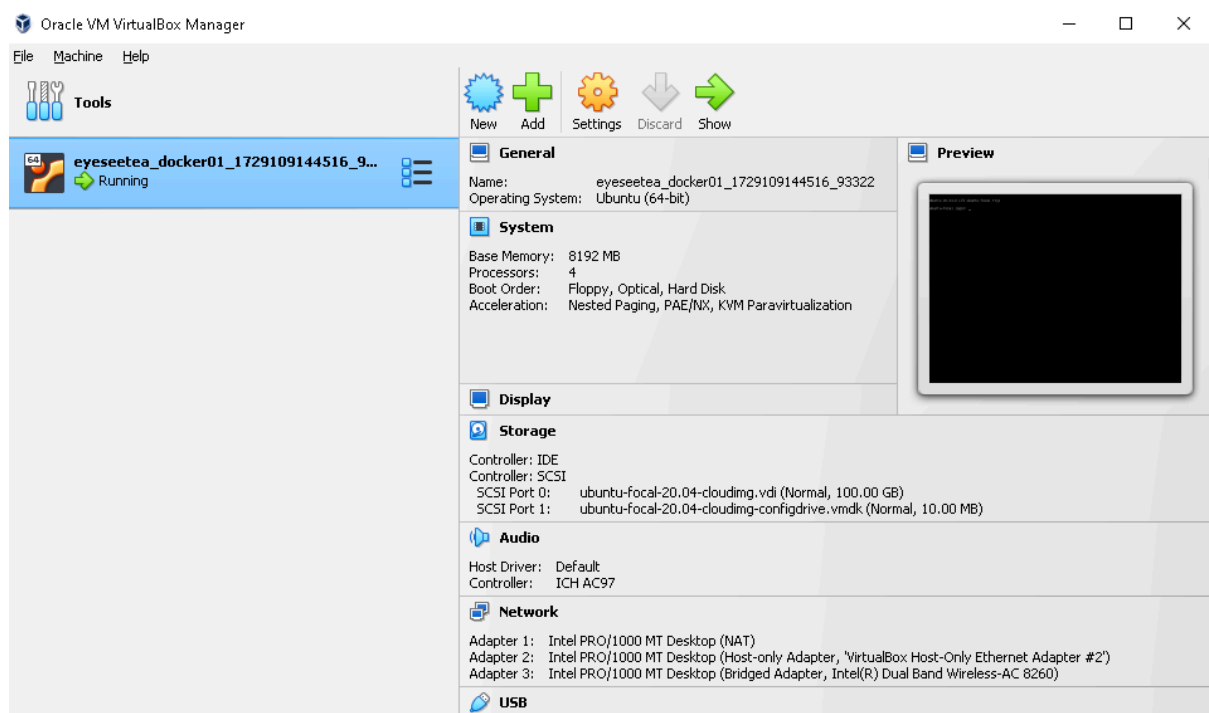 Oracle VM VirtualBox Manager
File Machine Help
Tools
New Add Settings Discard Show
64
eyeseetea_docker01_1729109144516_9...
Running
General
Name: eyeseetea_docker01_1729109144516_93322
Operating System: Ubuntu (64-bit)
Preview
System
Base Memory: 8192 MB
Processors: 4
Boot Order: Floppy, Optical, Hard Disk
Acceleration: Nested Paging, PAE/NX, KVM Paravirtualization
Display
Storage
Controller: IDE
Controller: SCSI
SCSI Port 0: ubuntu-focal-20.04-cloudimg.vdi (Normal, 100.00 GB)
SCSI Port 1: ubuntu-focal-20.04-cloudimg-configdrive.vmdk (Normal, 10.00 MB)
Audio
Host Driver: Default
Controller: ICH AC97
Network
Adapter 1: Intel PRO/1000 MT Desktop (NAT)
Adapter 2: Intel PRO/1000 MT Desktop (Host-only Adapter, 'VirtualBox Host-Only Ethernet Adapter #2')
Adapter 3: Intel PRO/1000 MT Desktop (Bridged Adapter, Intel(R) Dual Band Wireless-AC 8260)
USB